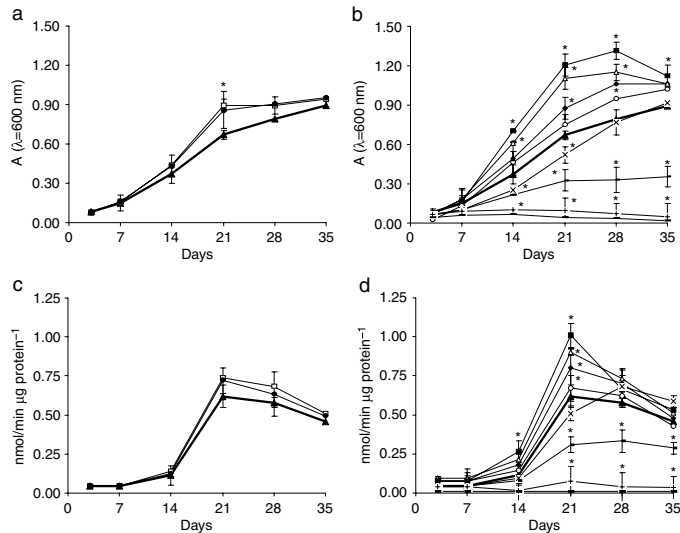 a
1.50
1.20
0.90
0.60
0.30
0.00
A (λ=600 nm)
0 7 14 21 28 35
Days
*
b
1.50
1.20
0.90
0.60
0.30
0.00
A (λ=600 nm)
0 7 14 21 28 35
Days
c
1.25
1.00
0.75
0.50
0.25
0.00
nmol/min μg protein⁻¹
0 7 14 21 28 35
Days
d
1.25
1.00
0.75
0.50
0.25
0.00
nmol/min μg protein⁻¹
0 7 14 21 28 35
Days